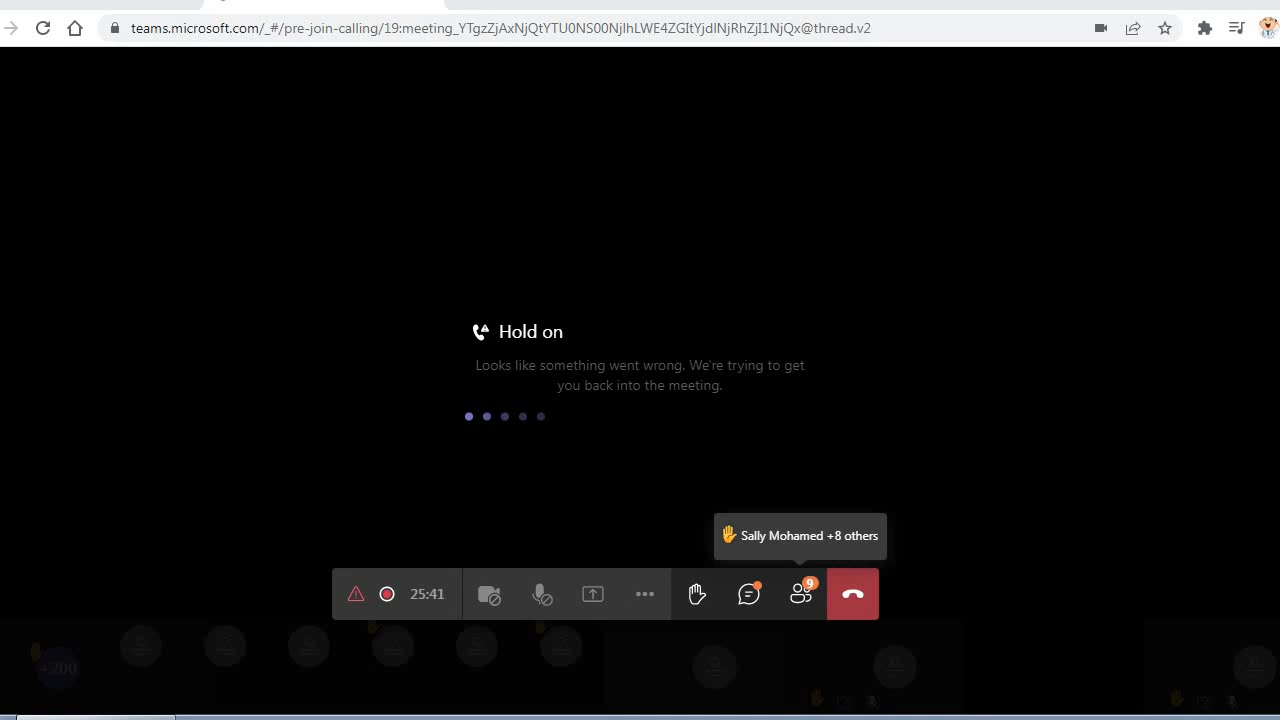 teams.microsoft.com/_#/pre-join-calling/19:meeting_YTgzZjAxNjQtYTU0NS00NjlhLWE4ZGItYjdlNjRhZjI1NjQx@thread.v2
Hold on
Looks like something went wrong. We're trying to get
you back into the meeting.
Sally Mohamed +8 others
25:41
9
+200